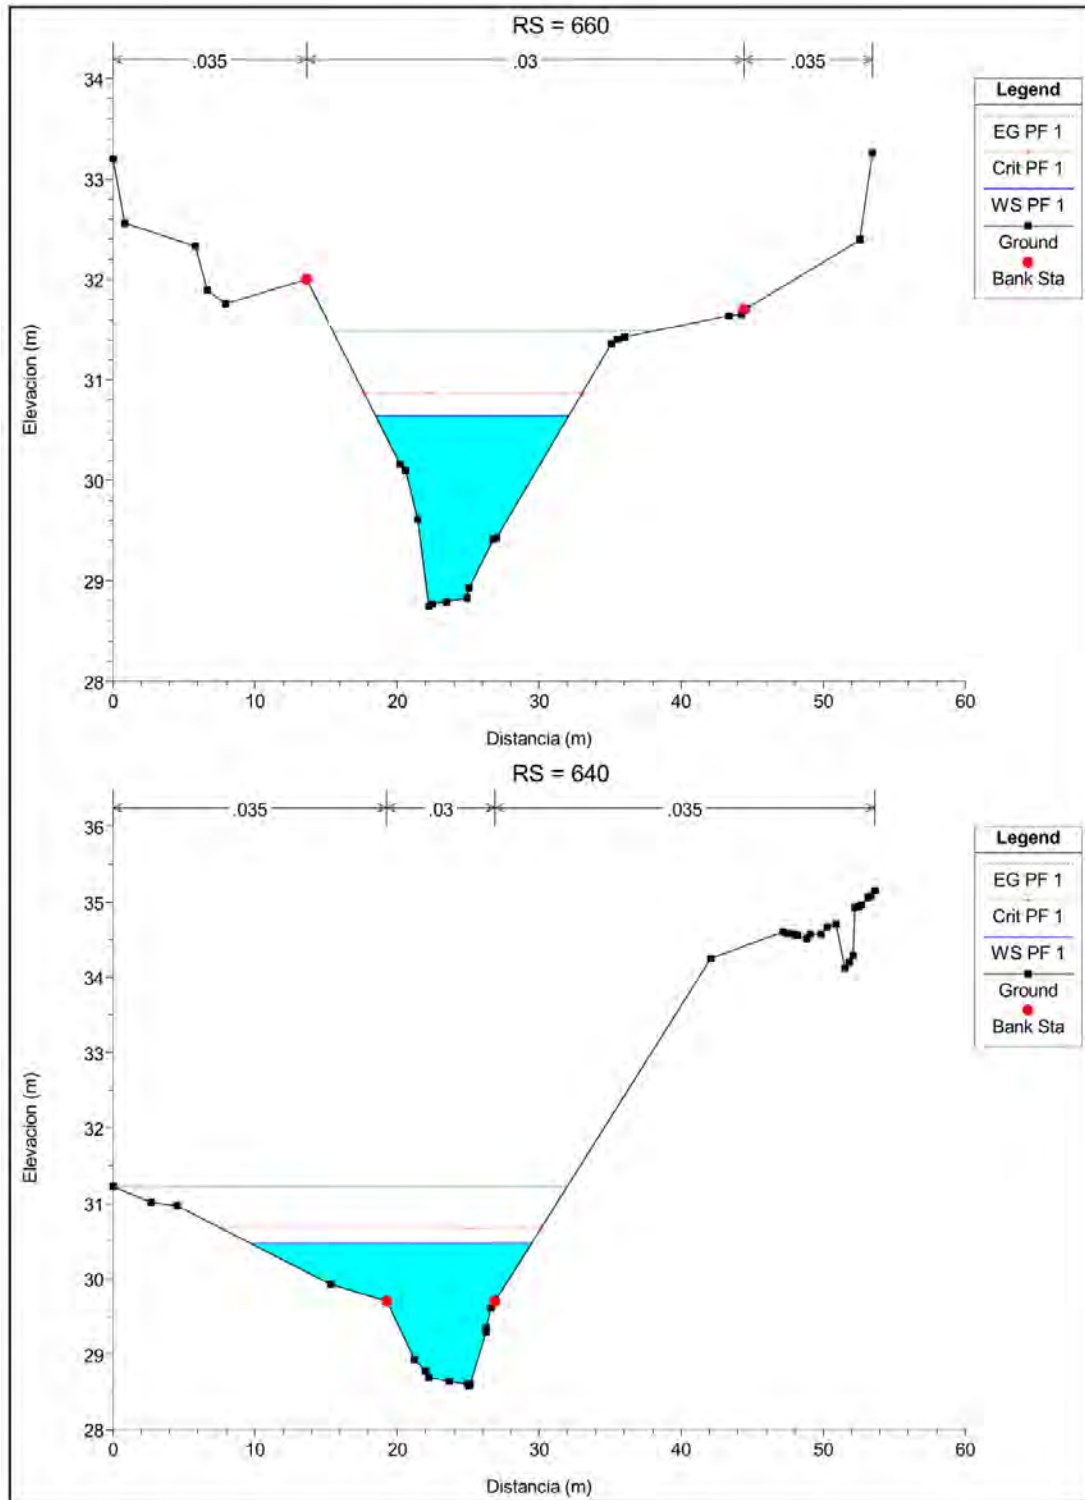 RS = 660
.035 .03 .035
34
33
32
31
30
29
28
Elevacion (m)
0 10 20 30 40 50 60
Distancia (m)
Legend
EG PF 1
Crit PF 1
WS PF 1
Ground
Bank Sta
RS = 640
.035 .03 .035
36
35
34
33
32
31
30
29
28
Elevacion (m)
0 10 20 30 40 50 60
Distancia (m)
Legend
EG PF 1
Crit PF 1
WS PF 1
Ground
Bank Sta